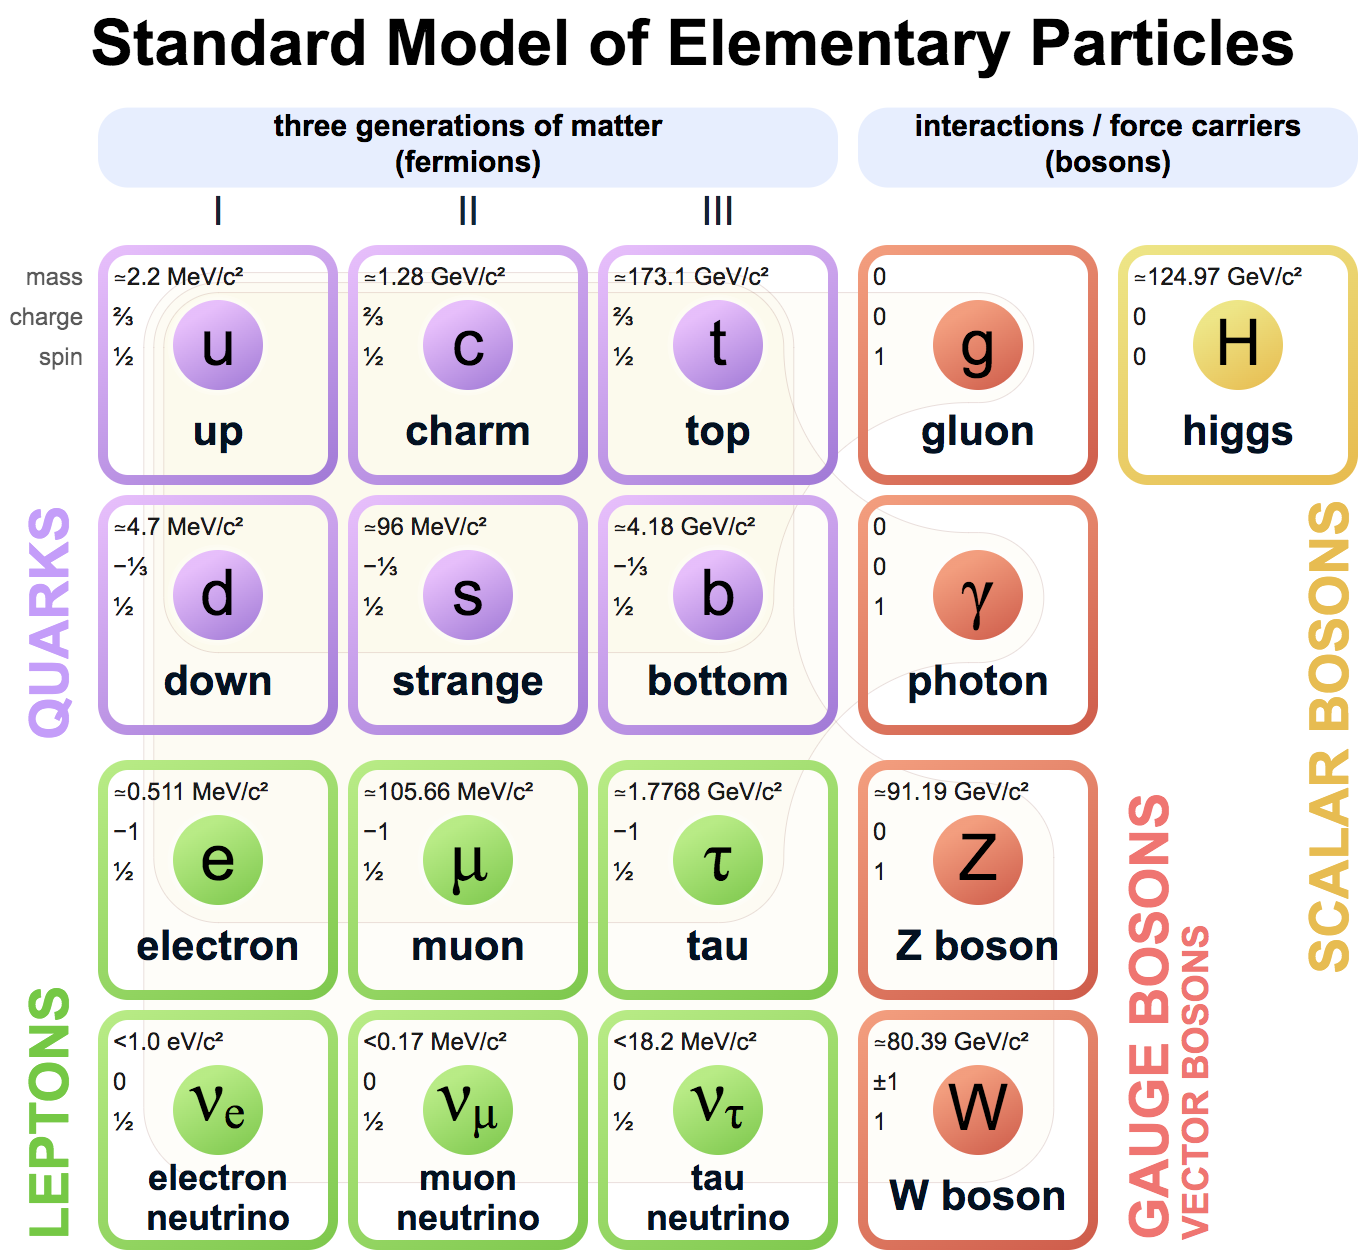 Standard Model of Elementary Particles
three generations of matter
(fermions)
interactions / force carriers
(bosons)
I
II
III
mass
charge
spin
≃2.2 MeV/c²
⅔
½
u
up
≃1.28 GeV/c²
⅔
½
c
charm
≃173.1 GeV/c²
⅔
½
t
top
0
0
1
g
gluon
≃124.97 GeV/c²
0
0
H
higgs
QUARKS
≃4.7 MeV/c²
−⅓
½
d
down
≃96 MeV/c²
−⅓
½
s
strange
≃4.18 GeV/c²
−⅓
½
b
bottom
0
0
1
γ
photon
SCALAR BOSONS
LEPTONS
≃0.511 MeV/c²
−1
½
e
electron
≃105.66 MeV/c²
−1
½
μ
muon
≃1.7768 GeV/c²
−1
½
τ
tau
≃91.19 GeV/c²
0
1
Z
Z boson
GAUGE BOSONS
VECTOR BOSONS
<1.0 eV/c²
0
½
νe
electron
neutrino
<0.17 MeV/c²
0
½
νμ
muon
neutrino
<18.2 MeV/c²
0
½
ντ
tau
neutrino
≃80.39 GeV/c²
±1
1
W
W boson